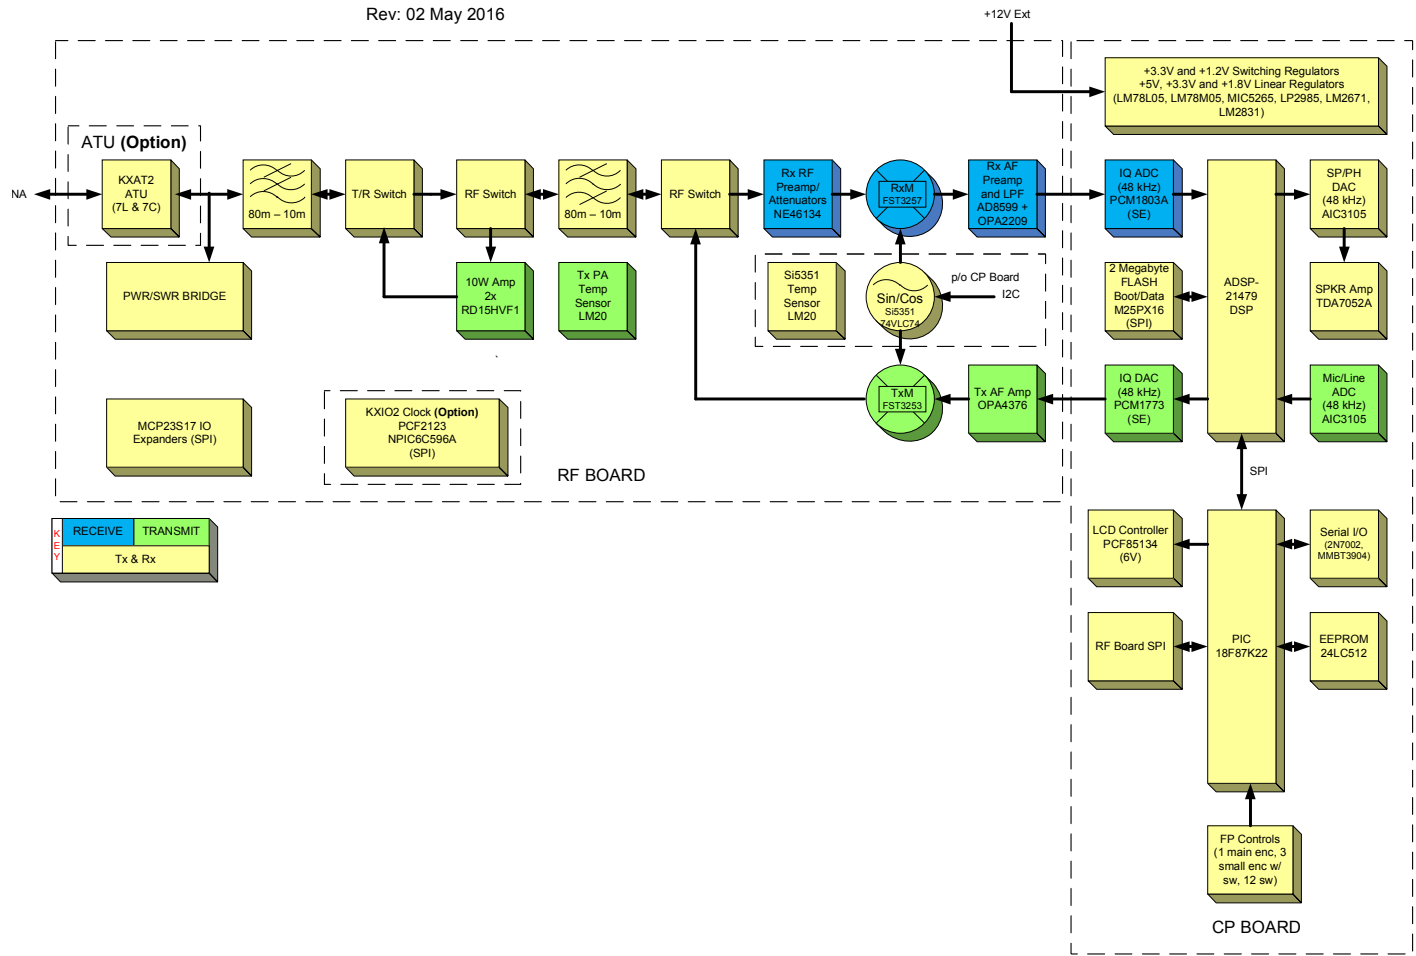 Rev: 02 May 2016
+12V Ext
+3.3V and +1.2V Switching Regulators
+5V, +3.3V and +1.8V Linear Regulators
(LM78L05, LM78M05, MIC5265, LP2985, LM2671,
LM2831)
ATU (Option)
NA
KXAT2
ATU
(7L & 7C)
80m – 10m
T/R Switch
RF Switch
80m – 10m
RF Switch
Rx RF
Preamp/
Attenuators
NE46134
RxM
FST3257
Rx AF
Preamp
and LPF
AD8599 +
OPA2209
IQ ADC
(48 kHz)
PCM1803A
(SE)
SP/PH
DAC
(48 kHz)
AIC3105
PWR/SWR BRIDGE
10W Amp
2x
RD15HVF1
Tx PA
Temp
Sensor
LM20
Si5351
Temp
Sensor
LM20
Sin/Cos
Si5351
74VLC74
p/o CP Board
I2C
2 Megabyte
FLASH
Boot/Data
M25PX16
(SPI)
ADSP-
21479
DSP
SPKR Amp
TDA7052A
MCP23S17 IO
Expanders (SPI)
KXIO2 Clock (Option)
PCF2123
NPIC6C596A
(SPI)
TxM
FST3253
Tx AF Amp
OPA4376
IQ DAC
(48 kHz)
PCM1773
(SE)
Mic/Line
ADC
(48 kHz)
AIC3105
RF BOARD
SPI
KEY
RECEIVE
TRANSMIT
Tx & Rx
LCD Controller
PCF85134
(6V)
Serial I/O
(2N7002,
MMBT3904)
RF Board SPI
PIC
18F87K22
EEPROM
24LC512
FP Controls
(1 main enc, 3
small enc w/
sw, 12 sw)
CP BOARD